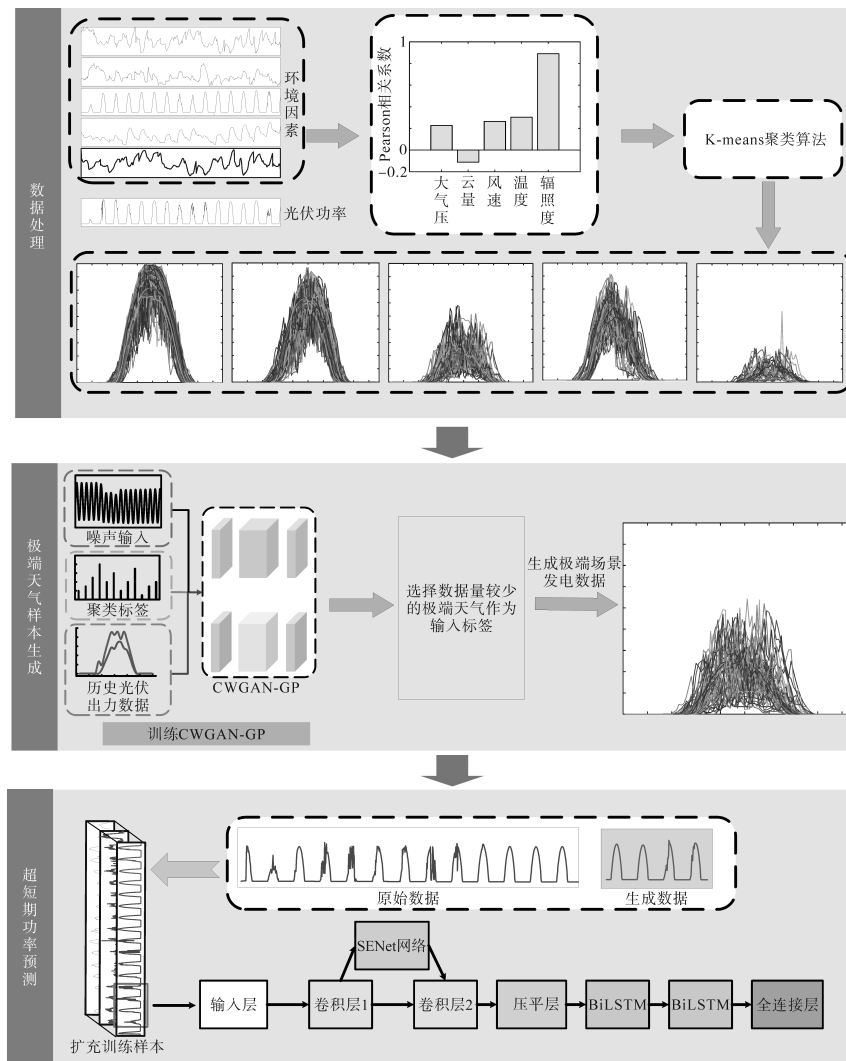 数据处理
环境因素
光伏功率
Pearson相关系数
1
0
−0.2
大气压
云量
风速
温度
辐照度
K-means聚类算法
极端天气样本生成
噪声输入
聚类标签
历史光伏
出力数据
CWGAN-GP
训练CWGAN-GP
选择数据量较少
的极端天气作为
输入标签
生成极端场景
发电数据
超短期功率预测
原始数据
生成数据
SENet网络
输入层
卷积层1
卷积层2
压平层
BiLSTM
BiLSTM
全连接层
扩充训练样本